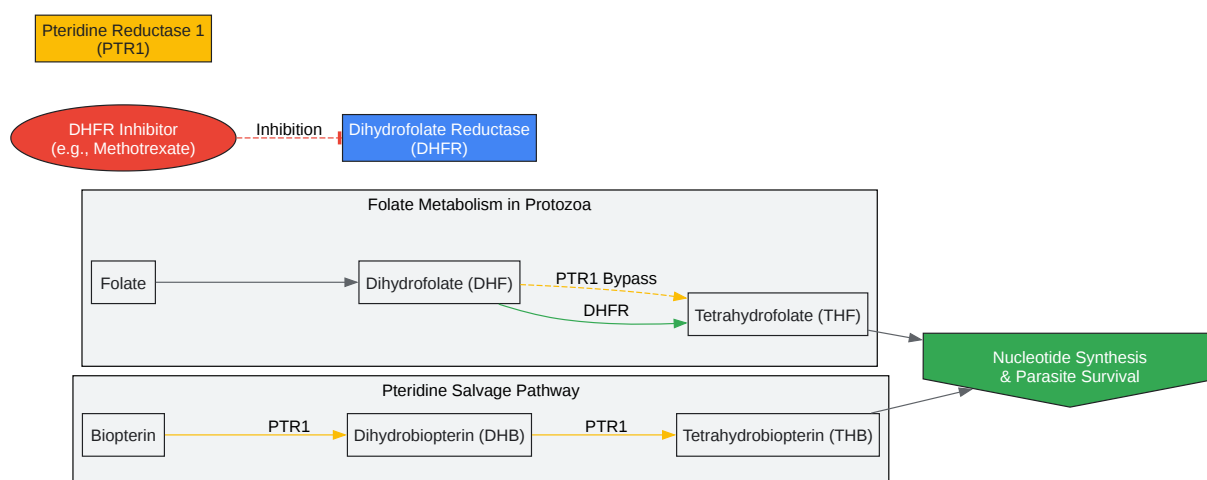 Pteridine Reductase 1
(PTR1)
DHFR Inhibitor
(e.g., Methotrexate)
Inhibition
Dihydrofolate Reductase
(DHFR)
Folate Metabolism in Protozoa
Folate
Dihydrofolate (DHF)
PTR1 Bypass
DHFR
Tetrahydrofolate (THF)
Nucleotide Synthesis
& Parasite Survival
Pteridine Salvage Pathway
Biopterin
PTR1
Dihydrobiopterin (DHB)
PTR1
Tetrahydrobiopterin (THB)